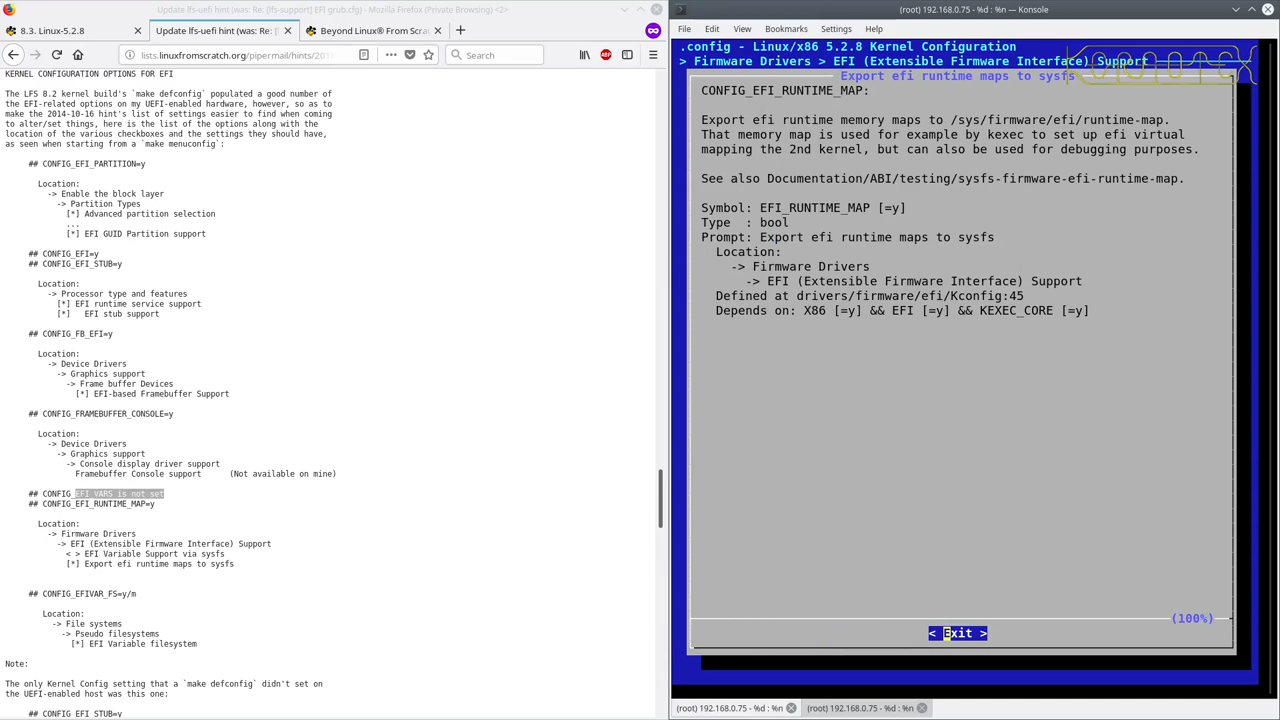 Update lfs-uefi hint (was: Re: [lfs-support] EFI grub.cfg) - Mozilla Firefox (Private Browsing) <2>
8.3. Linux-5.2.8
Update lfs-uefi hint (was: Re: [
Beyond Linux® From Scrat
lists.linuxfromscratch.org/pipermail/hints/201
Search
ABP
KERNEL CONFIGURATION OPTIONS FOR EFI
The LFS 8.2 kernel build's `make defconfig` populated a good number of
the EFI-related options on my UEFI-enabled hardware, however, so as to
make the 2014-10-16 hint's list of settings easier to find when coming
to alter/set things, here is the list of the options along with the
location of the various checkboxes and the settings they should have,
as seen when starting from a `make menuconfig`:
## CONFIG_EFI_PARTITION=y
Location:
-> Enable the block layer
-> Partition Types
[*] Advanced partition selection
...
[*] EFI GUID Partition support
## CONFIG_EFI=y
## CONFIG_EFI_STUB=y
Location:
-> Processor type and features
[*] EFI runtime service support
[*]   EFI stub support
## CONFIG_FB_EFI=y
Location:
-> Device Drivers
-> Graphics support
-> Frame buffer Devices
[*] EFI-based Framebuffer Support
## CONFIG_FRAMEBUFFER_CONSOLE=y
Location:
-> Device Drivers
-> Graphics support
-> Console display driver support
Framebuffer Console support      (Not available on mine)
## CONFIG_EFI_VARS is not set
## CONFIG_EFI_RUNTIME_MAP=y
Location:
-> Firmware Drivers
-> EFI (Extensible Firmware Interface) Support
< > EFI Variable Support via sysfs
[*] Export efi runtime maps to sysfs
## CONFIG_EFIVAR_FS=y/m
Location:
-> File systems
-> Pseudo filesystems
[*] EFI Variable filesystem
Note:
The only Kernel Config setting that a `make defconfig` didn't set on
the UEFI-enabled host was this one:
## CONFIG_EFI_STUB=y
(root) 192.168.0.75 - %d : %n — Konsole
File Edit View Bookmarks Settings Help
.config - Linux/x86 5.2.8 Kernel Configuration
> Firmware Drivers > EFI (Extensible Firmware Interface) Support
Export efi runtime maps to sysfs
CONFIG_EFI_RUNTIME_MAP:
Export efi runtime memory maps to /sys/firmware/efi/runtime-map.
That memory map is used for example by kexec to set up efi virtual
mapping the 2nd kernel, but can also be used for debugging purposes.
See also Documentation/ABI/testing/sysfs-firmware-efi-runtime-map.
Symbol: EFI_RUNTIME_MAP [=y]
Type  : bool
Prompt: Export efi runtime maps to sysfs
Location:
-> Firmware Drivers
-> EFI (Extensible Firmware Interface) Support
Defined at drivers/firmware/efi/Kconfig:45
Depends on: X86 [=y] && EFI [=y] && KEXEC_CORE [=y]
(100%)
< Exit >
(root) 192.168.0.75 - %d : %n
(root) 192.168.0.75 - %d : %n